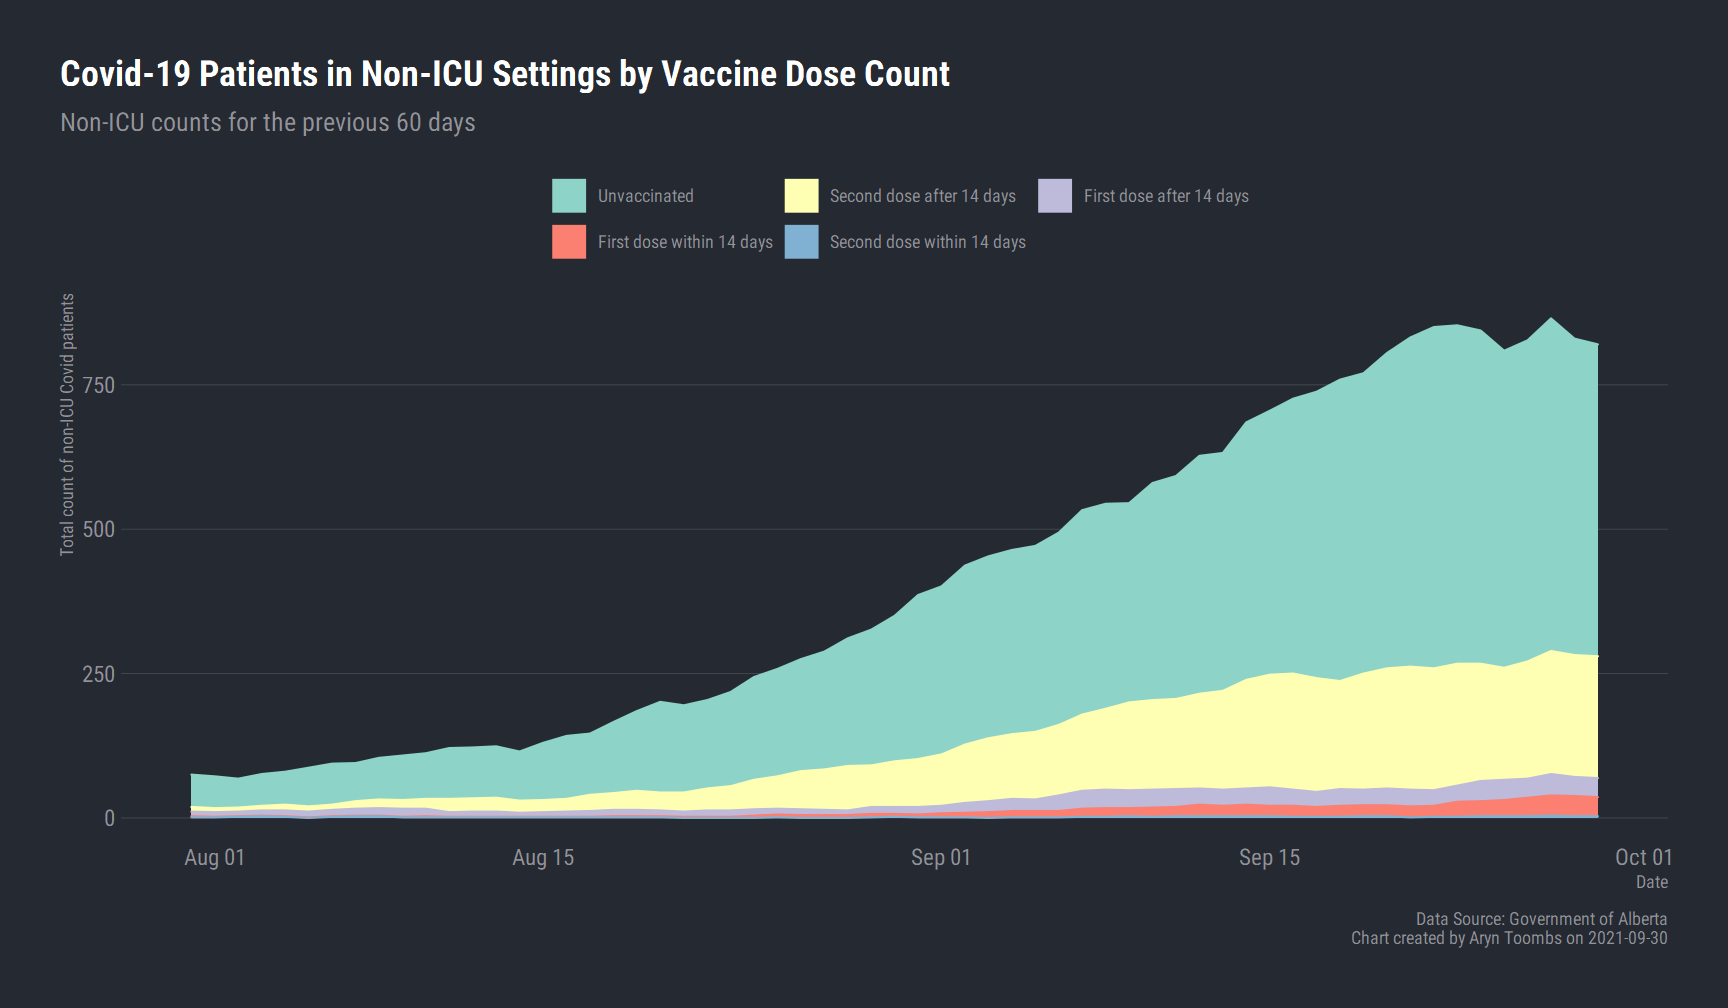 Covid-19 Patients in Non-ICU Settings by Vaccine Dose Count
Non-ICU counts for the previous 60 days
Unvaccinated
Second dose after 14 days
First dose after 14 days
First dose within 14 days
Second dose within 14 days
Total count of non-ICU Covid patients
750
500
250
0
Aug 01
Aug 15
Sep 01
Sep 15
Oct 01
Date
Data Source: Government of Alberta
Chart created by Aryn Toombs on 2021-09-30